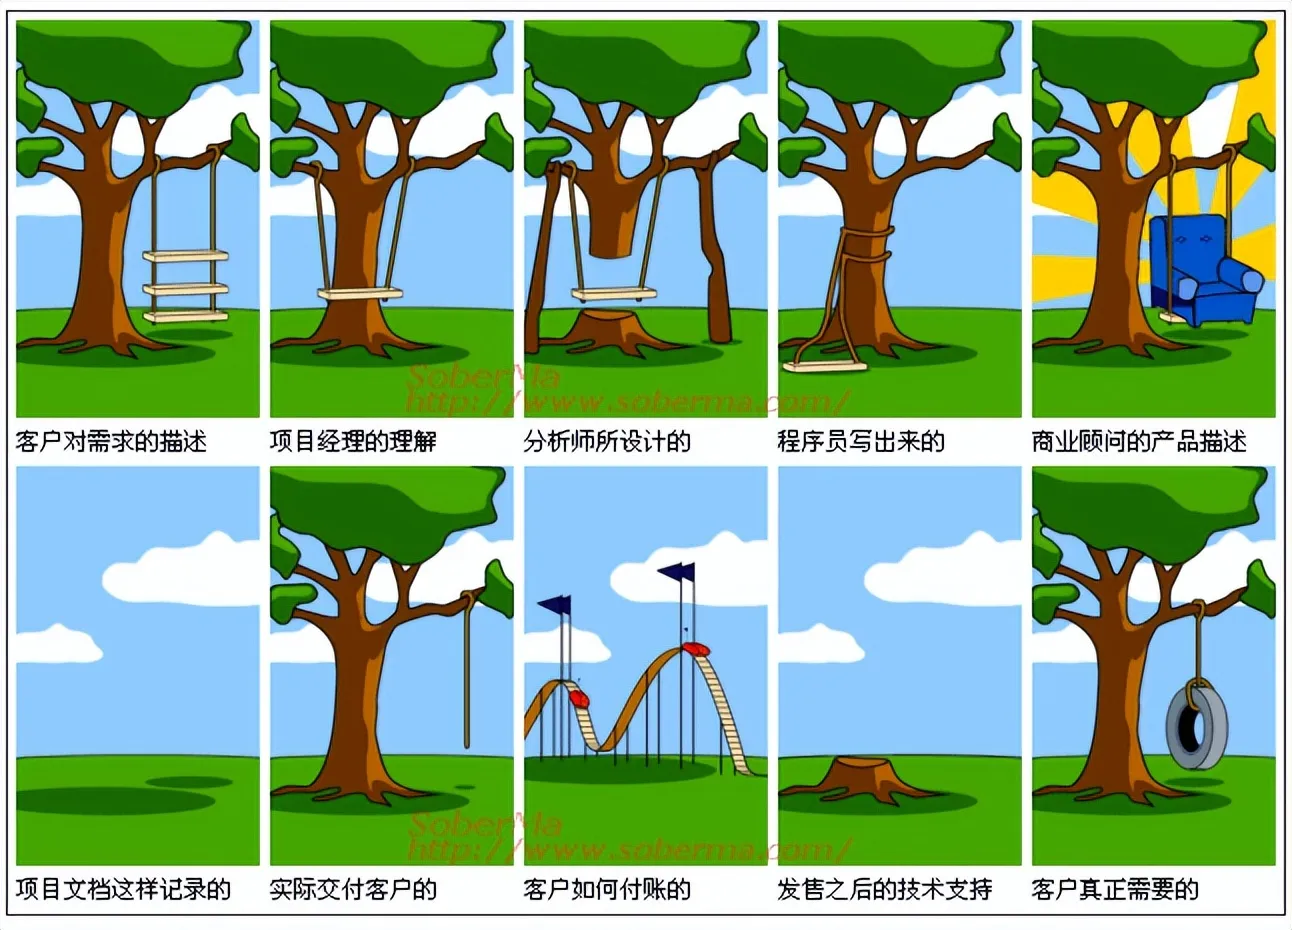 客户对需求的描述
项目经理的理解
分析师所设计的
程序员写出来的
商业顾问的产品描述
SoberMa
http://www.soberma.com/
项目文档这样记录的
实际交付客户的
客户如何付账的
发售之后的技术支持
客户真正需要的
SoberMa
http://www.soberma.com/